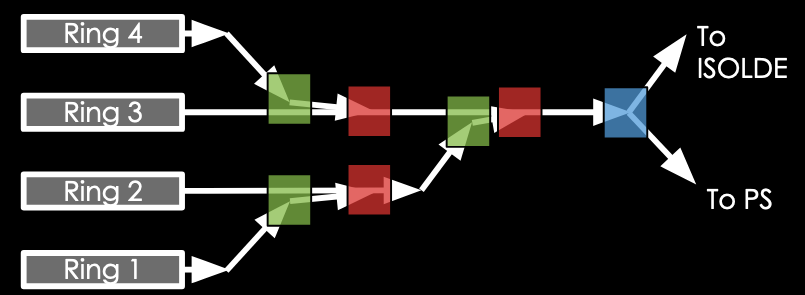 Ring 4
Ring 3
Ring 2
Ring 1
To
ISOLDE
To PS